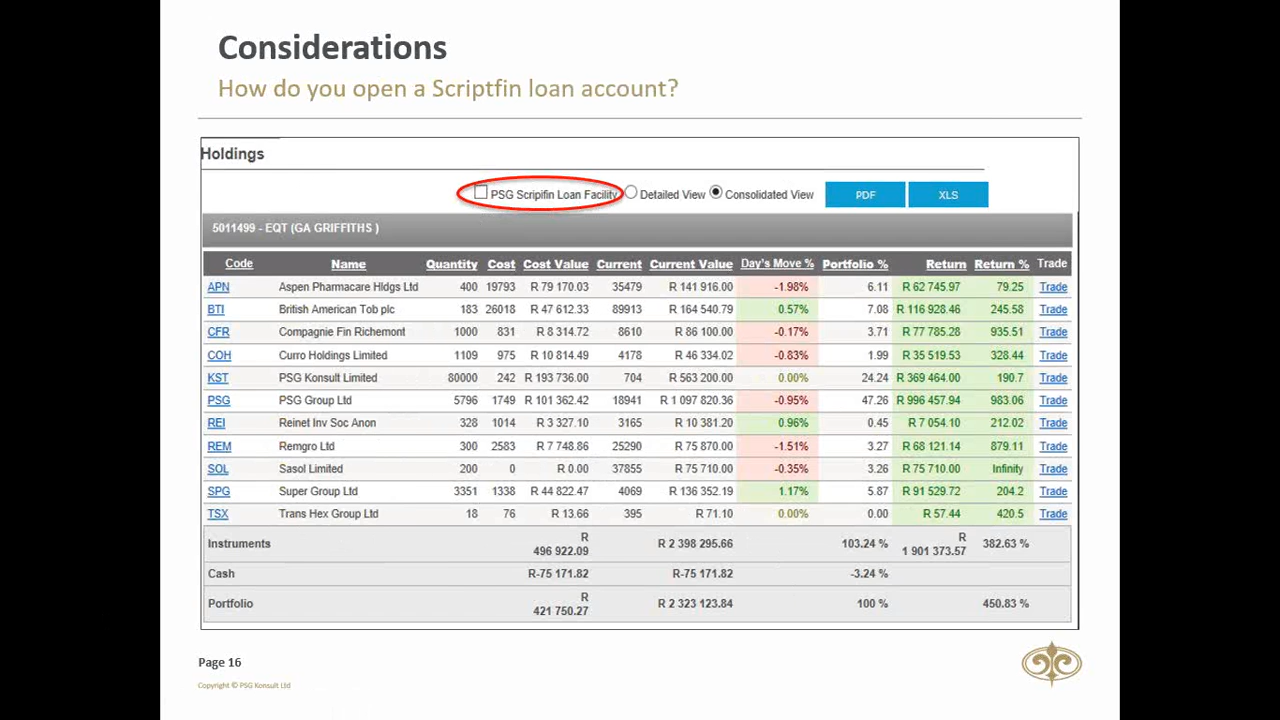 Considerations
How do you open a Scriptfin loan account?
Holdings
PSG Scripifin Loan Facility Detailed View Consolidated View PDF XLS
5011499 - EQT (GA GRIFFITHS )
Code Name Quantity Cost Cost Value Current Current Value Day's Move % Portfolio % Return Return % Trade
APN Aspen Pharmacare Hldgs Ltd 400 19793 R 79 170.03 35479 R 141 916.00 -1.98% 6.11 R 62 745.97 79.25 Trade
BTI British American Tob plc 183 26018 R 47 612.33 89913 R 164 540.79 0.57% 7.08 R 116 928.46 245.58 Trade
CFR Compagnie Fin Richemont 1000 831 R 8 314.72 8610 R 86 100.00 -0.17% 3.71 R 77 785.28 935.51 Trade
COH Curro Holdings Limited 1109 975 R 10 814.49 4178 R 46 334.02 -0.83% 1.99 R 35 519.53 328.44 Trade
KST PSG Konsult Limited 80000 242 R 193 736.00 704 R 563 200.00 0.00% 24.24 R 369 464.00 190.7 Trade
PSG PSG Group Ltd 5796 1749 R 101 362.42 18941 R 1 097 820.36 -0.95% 47.26 R 996 457.94 983.06 Trade
REI Reinet Inv Soc Anon 328 1014 R 3 327.10 3165 R 10 381.20 0.96% 0.45 R 7 054.10 212.02 Trade
REM Remgro Ltd 300 2583 R 7 748.86 25290 R 75 870.00 -1.51% 3.27 R 68 121.14 879.11 Trade
SOL Sasol Limited 200 0 R 0.00 37855 R 75 710.00 -0.35% 3.26 R 75 710.00 Infinity Trade
SPG Super Group Ltd 3351 1338 R 44 822.47 4069 R 136 352.19 1.17% 5.87 R 91 529.72 204.2 Trade
TSX Trans Hex Group Ltd 18 76 R 13.66 395 R 71.10 0.00% 0.00 R 57.44 420.5 Trade
Instruments R 496 922.09 R 2 398 295.66 103.24 % R 1 901 373.57 382.63 %
Cash R-75 171.82 R-75 171.82 -3.24 %
Portfolio R 421 750.27 R 2 323 123.84 100 % 450.83 %
Page 16
Copyright © PSG Konsult Ltd